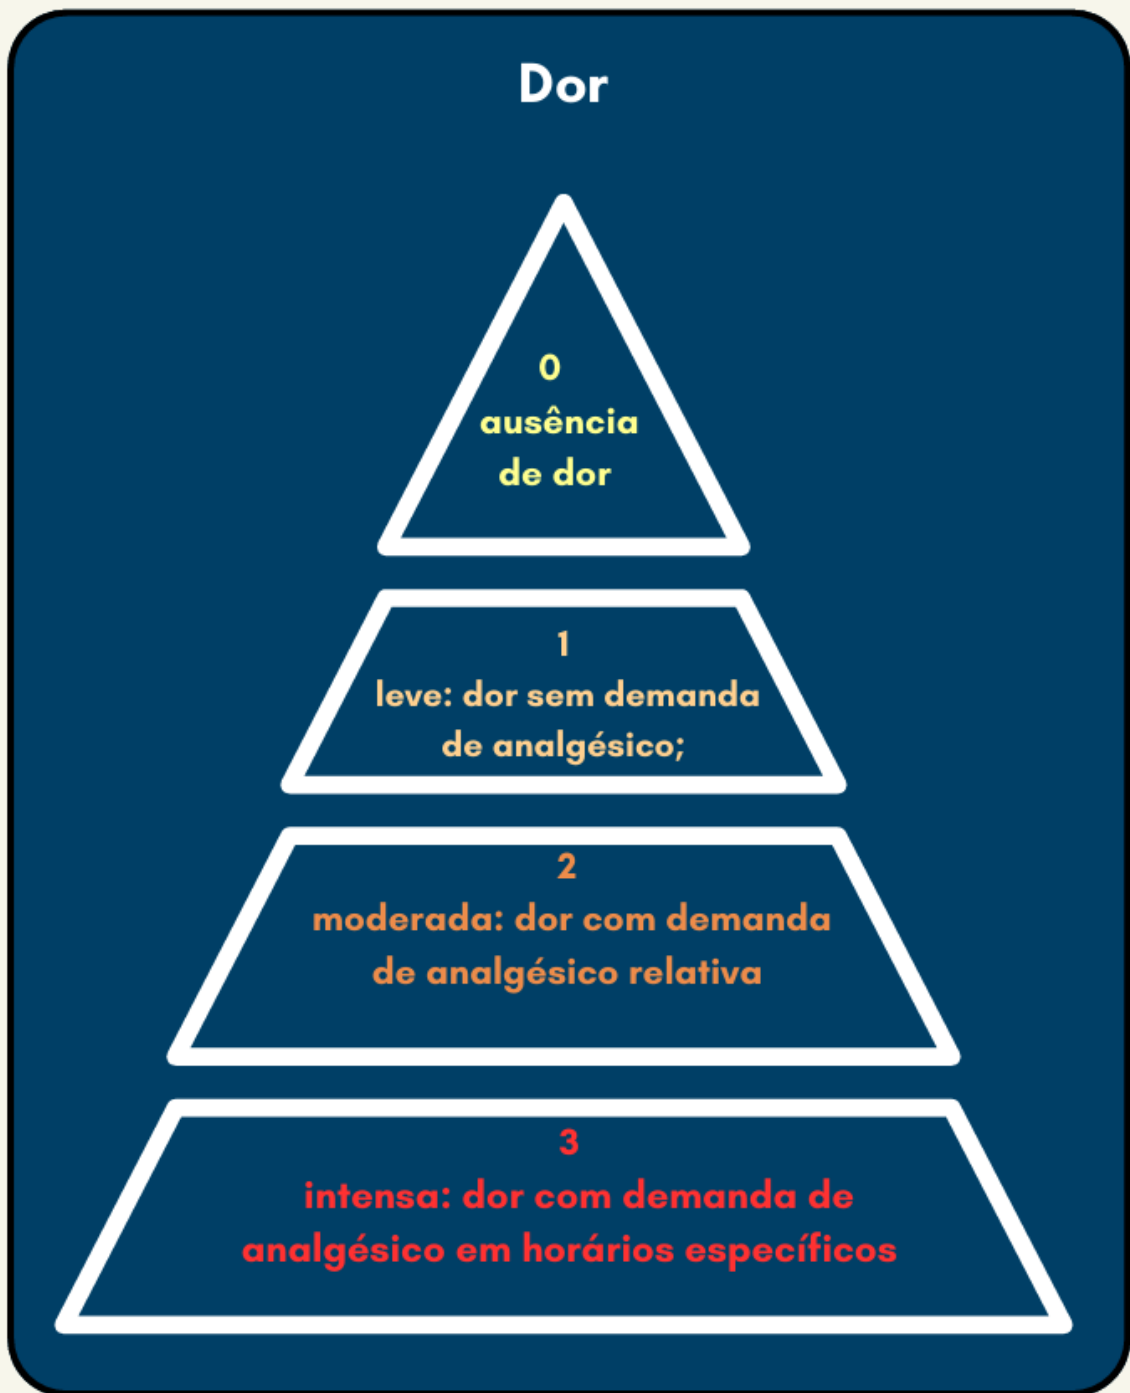 Dor
0
ausência
de dor
1
leve: dor sem demanda
de analgésico;
2
moderada: dor com demanda
de analgésico relativa
3
intensa: dor com demanda de
analgésico em horários específicos